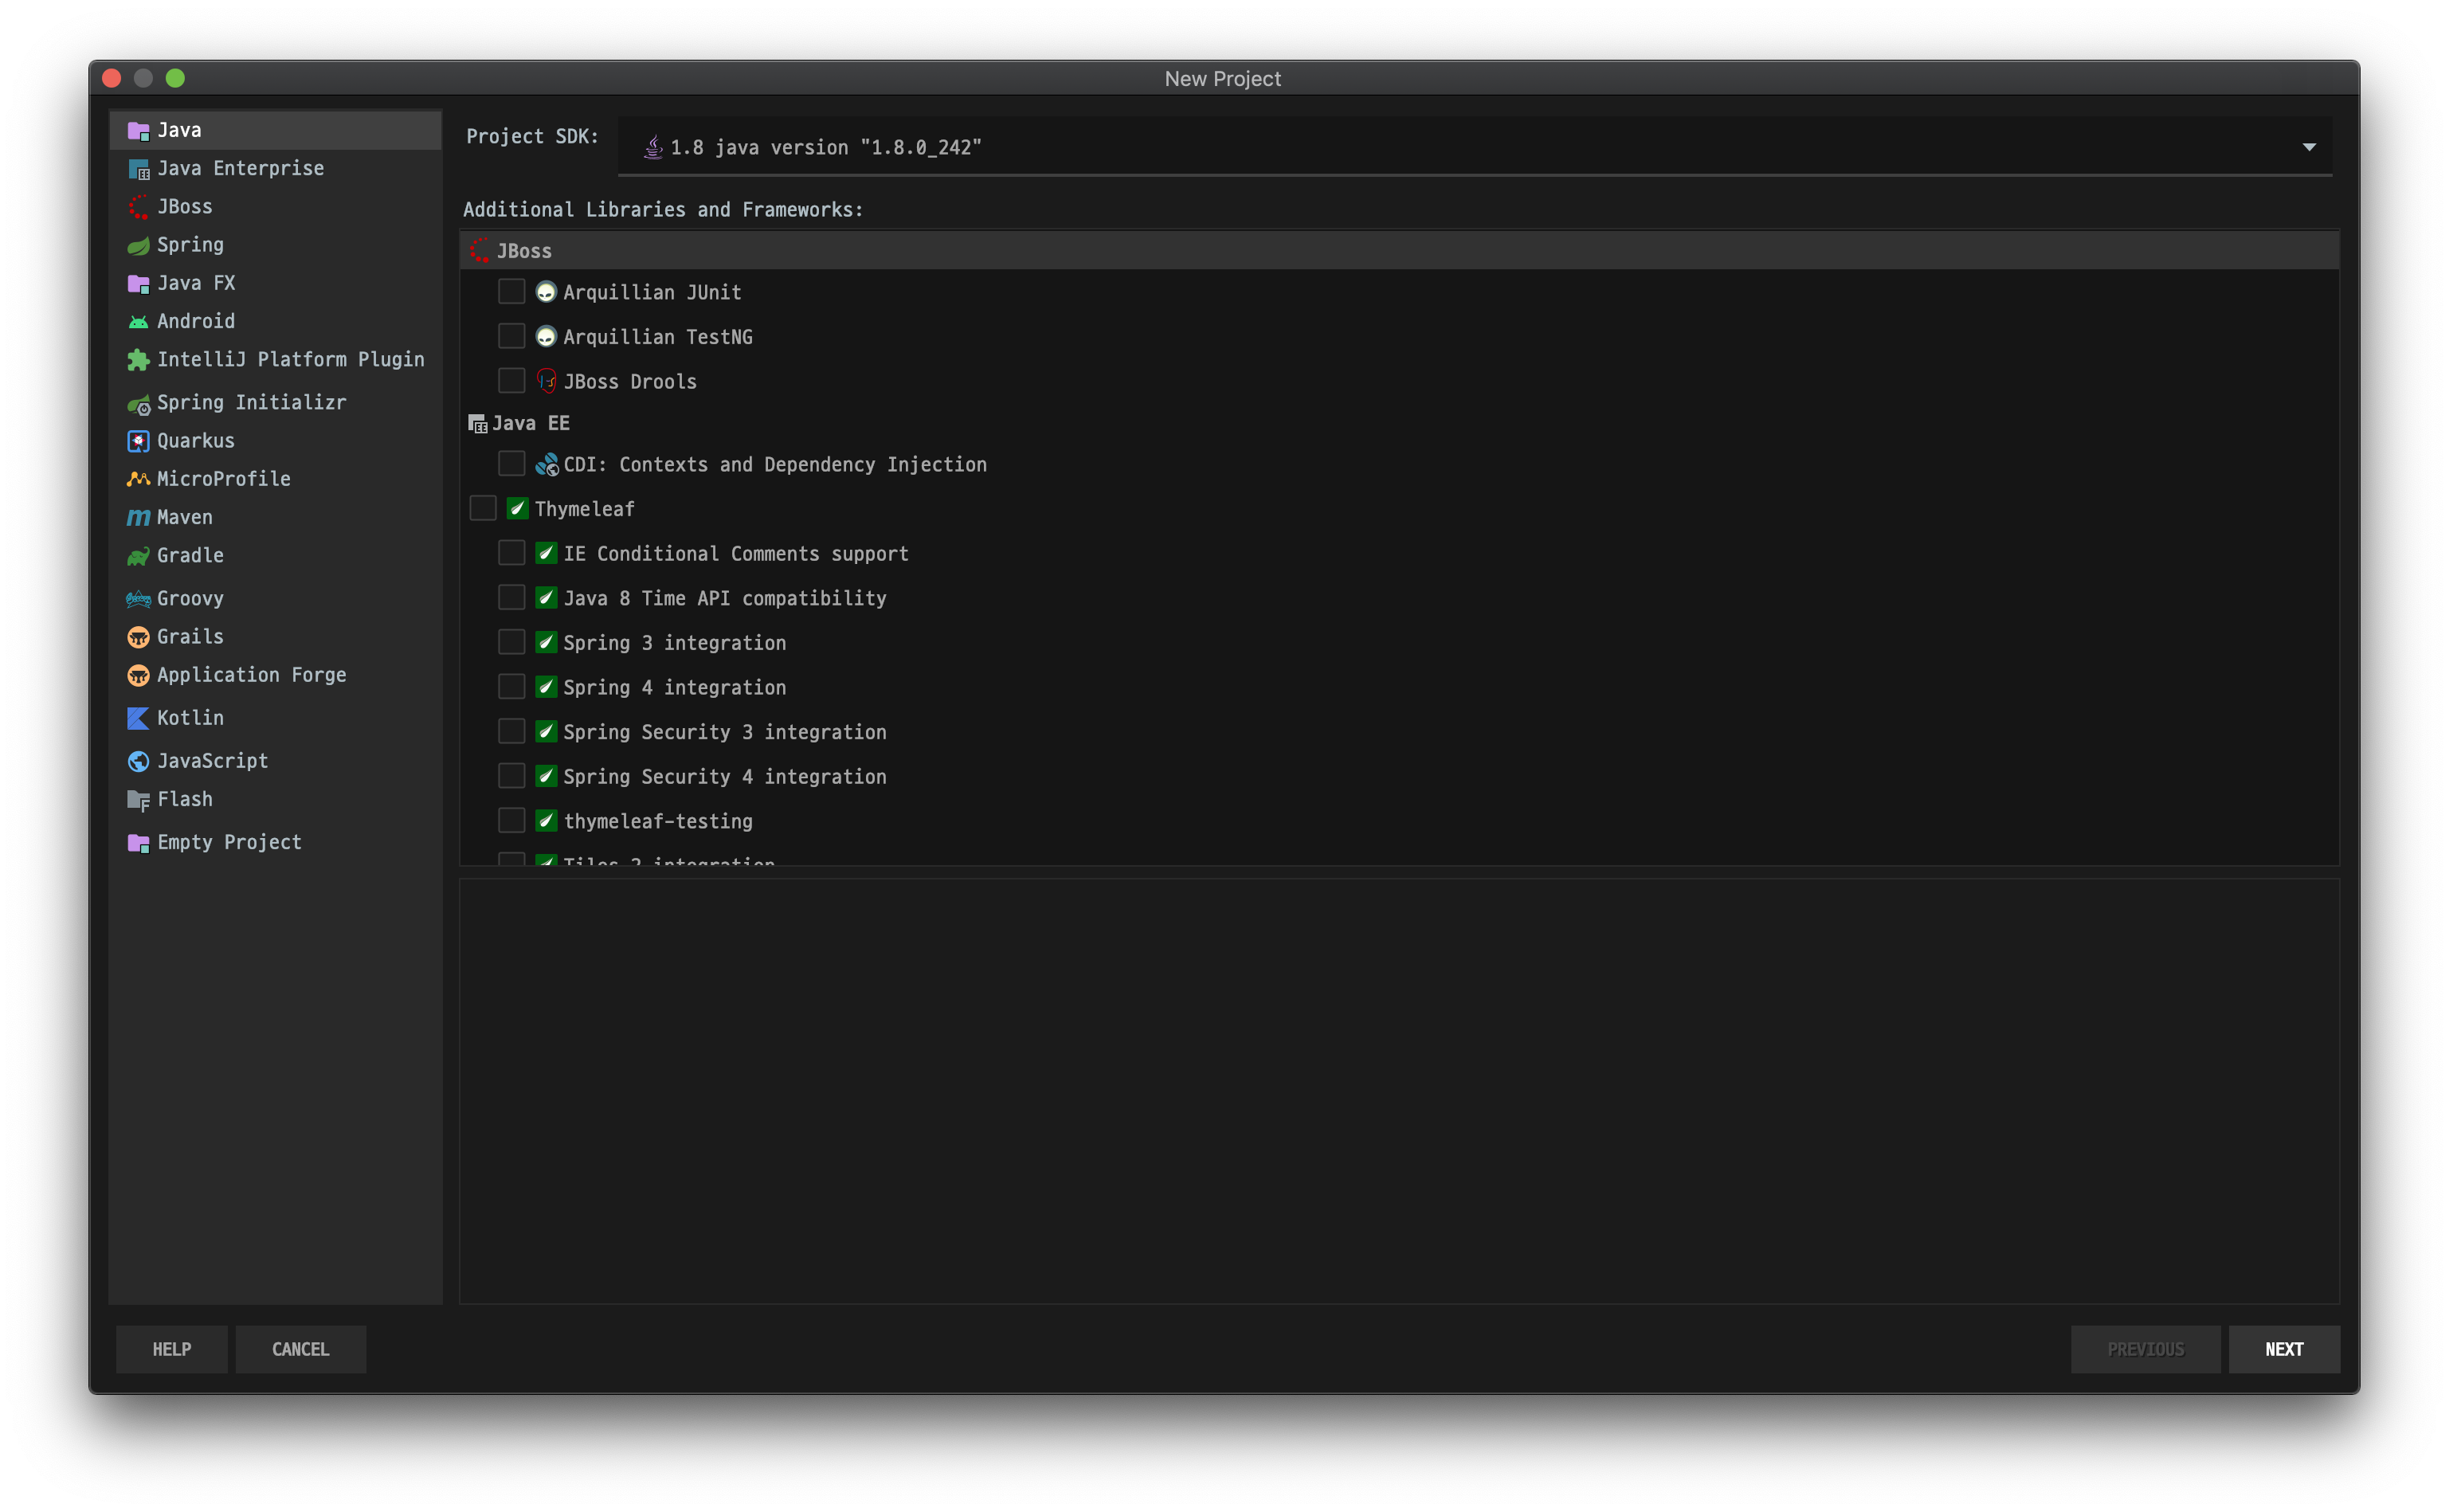 New Project
Java
Java Enterprise
JBoss
Spring
Java FX
Android
IntelliJ Platform Plugin
Spring Initializr
Quarkus
MicroProfile
Maven
Gradle
Groovy
Grails
Application Forge
Kotlin
JavaScript
Flash
Empty Project
Project SDK:
1.8 java version "1.8.0_242"
Additional Libraries and Frameworks:
JBoss
Arquillian JUnit
Arquillian TestNG
JBoss Drools
Java EE
CDI: Contexts and Dependency Injection
Thymeleaf
IE Conditional Comments support
Java 8 Time API compatibility
Spring 3 integration
Spring 4 integration
Spring Security 3 integration
Spring Security 4 integration
thymeleaf-testing
Tiles 2 integration
HELP
CANCEL
PREVIOUS
NEXT